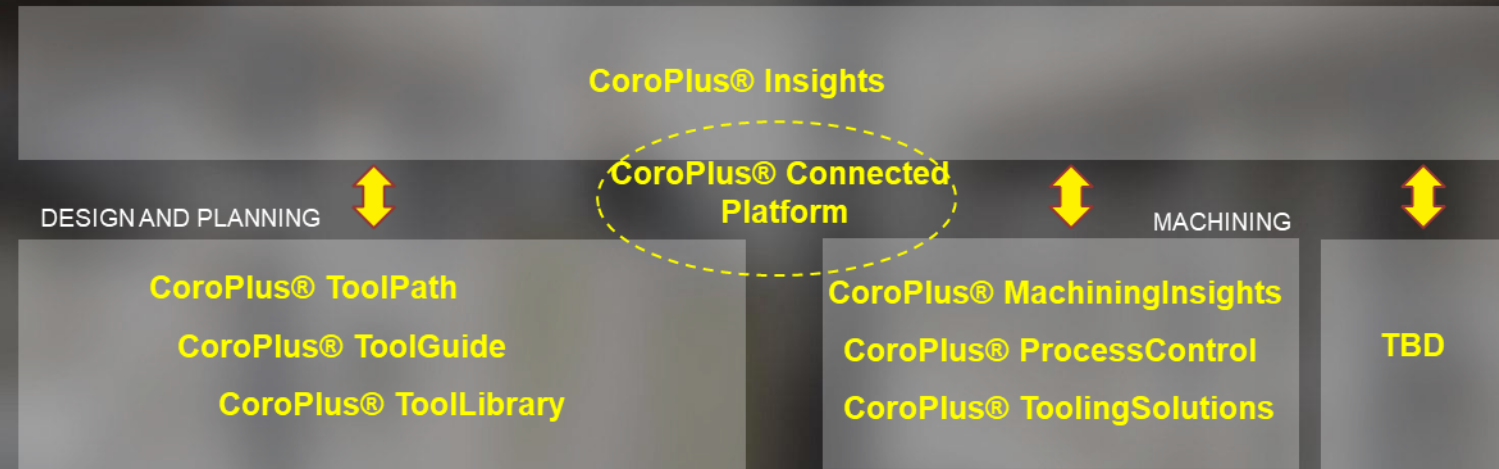 CoroPlus® Insights
CoroPlus® Connected
Platform
DESIGN AND PLANNING
MACHINING
CoroPlus® ToolPath
CoroPlus® ToolGuide
CoroPlus® ToolLibrary
CoroPlus® MachiningInsights
CoroPlus® ProcessControl
CoroPlus® ToolingSolutions
TBD